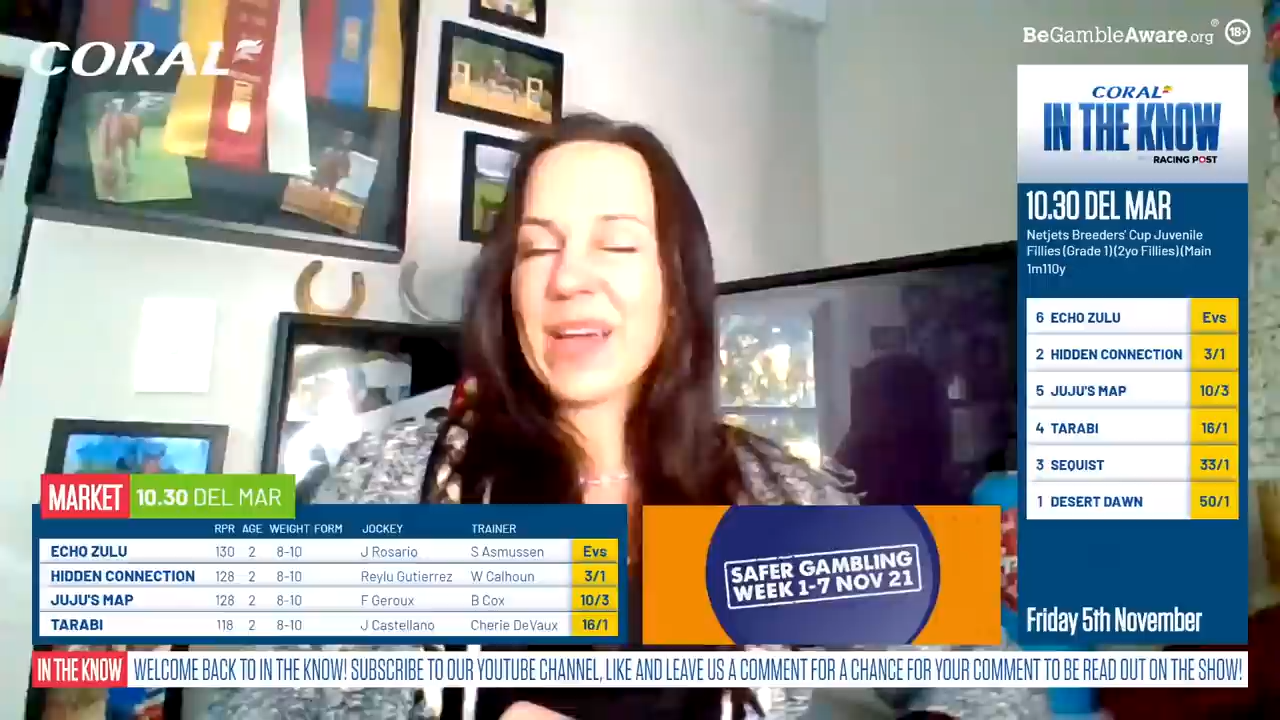 CORAL
BeGambleAware.org® 18+
CORAL
IN THE KNOW
RACING POST
10.30 DEL MAR
Netjets Breeders' Cup Juvenile
Fillies (Grade 1) (2yo Fillies) (Main
1m110y
6 ECHO ZULU Evs
2 HIDDEN CONNECTION 3/1
5 JUJU'S MAP 10/3
4 TARABI 16/1
3 SEQUIST 33/1
1 DESERT DAWN 50/1
Friday 5th November
MARKET 10.30 DEL MAR
RPR AGE WEIGHT FORM JOCKEY TRAINER
ECHO ZULU 130 2 8-10 J Rosario S Asmussen Evs
HIDDEN CONNECTION 128 2 8-10 Reylu Gutierrez W Calhoun 3/1
JUJU'S MAP 128 2 8-10 F Geroux B Cox 10/3
TARABI 118 2 8-10 J Castellano Cherie DeVaux 16/1
SAFER GAMBLING
WEEK 1-7 NOV 21
IN THE KNOW WELCOME BACK TO IN THE KNOW! SUBSCRIBE TO OUR YOUTUBE CHANNEL, LIKE AND LEAVE US A COMMENT FOR A CHANCE FOR YOUR COMMENT TO BE READ OUT ON THE SHOW!